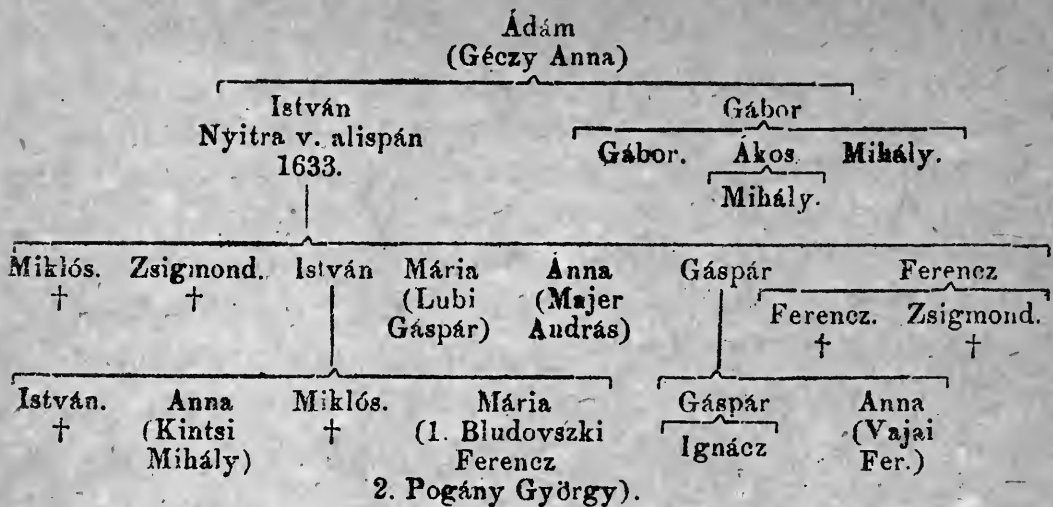 Ádám
(Géczy Anna)
István Gábor
Nyitra v. alispán Gábor. Ákos Mihály.
1633. Mihály.
Miklós. Zsigmond. István Mária Anna Gáspár Ferencz
† † (Lubi (Majer
Gáspár) András) Ferencz. Zsigmond.
† †
István. Anna Miklós. Mária Gáspár Anna
† (Kintsi † (1. Bludovszki Ignácz (Vajai
Mihály) Ferencz Fer.)
2. Pogány György).